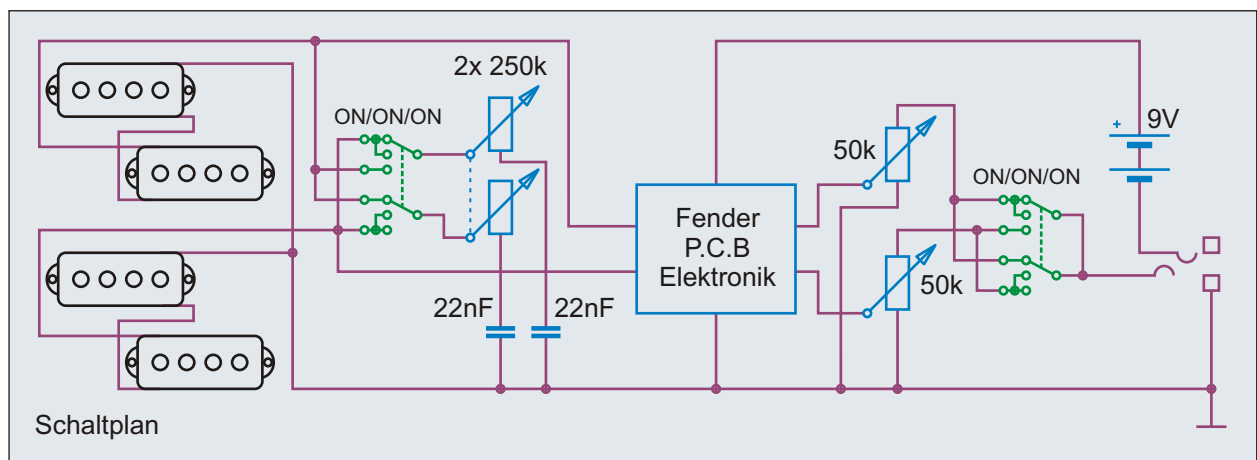 2x 250k
ON/ON/ON
22nF
22nF
Fender
P.C.B
Elektronik
50k
50k
ON/ON/ON
+
9V
Schaltplan